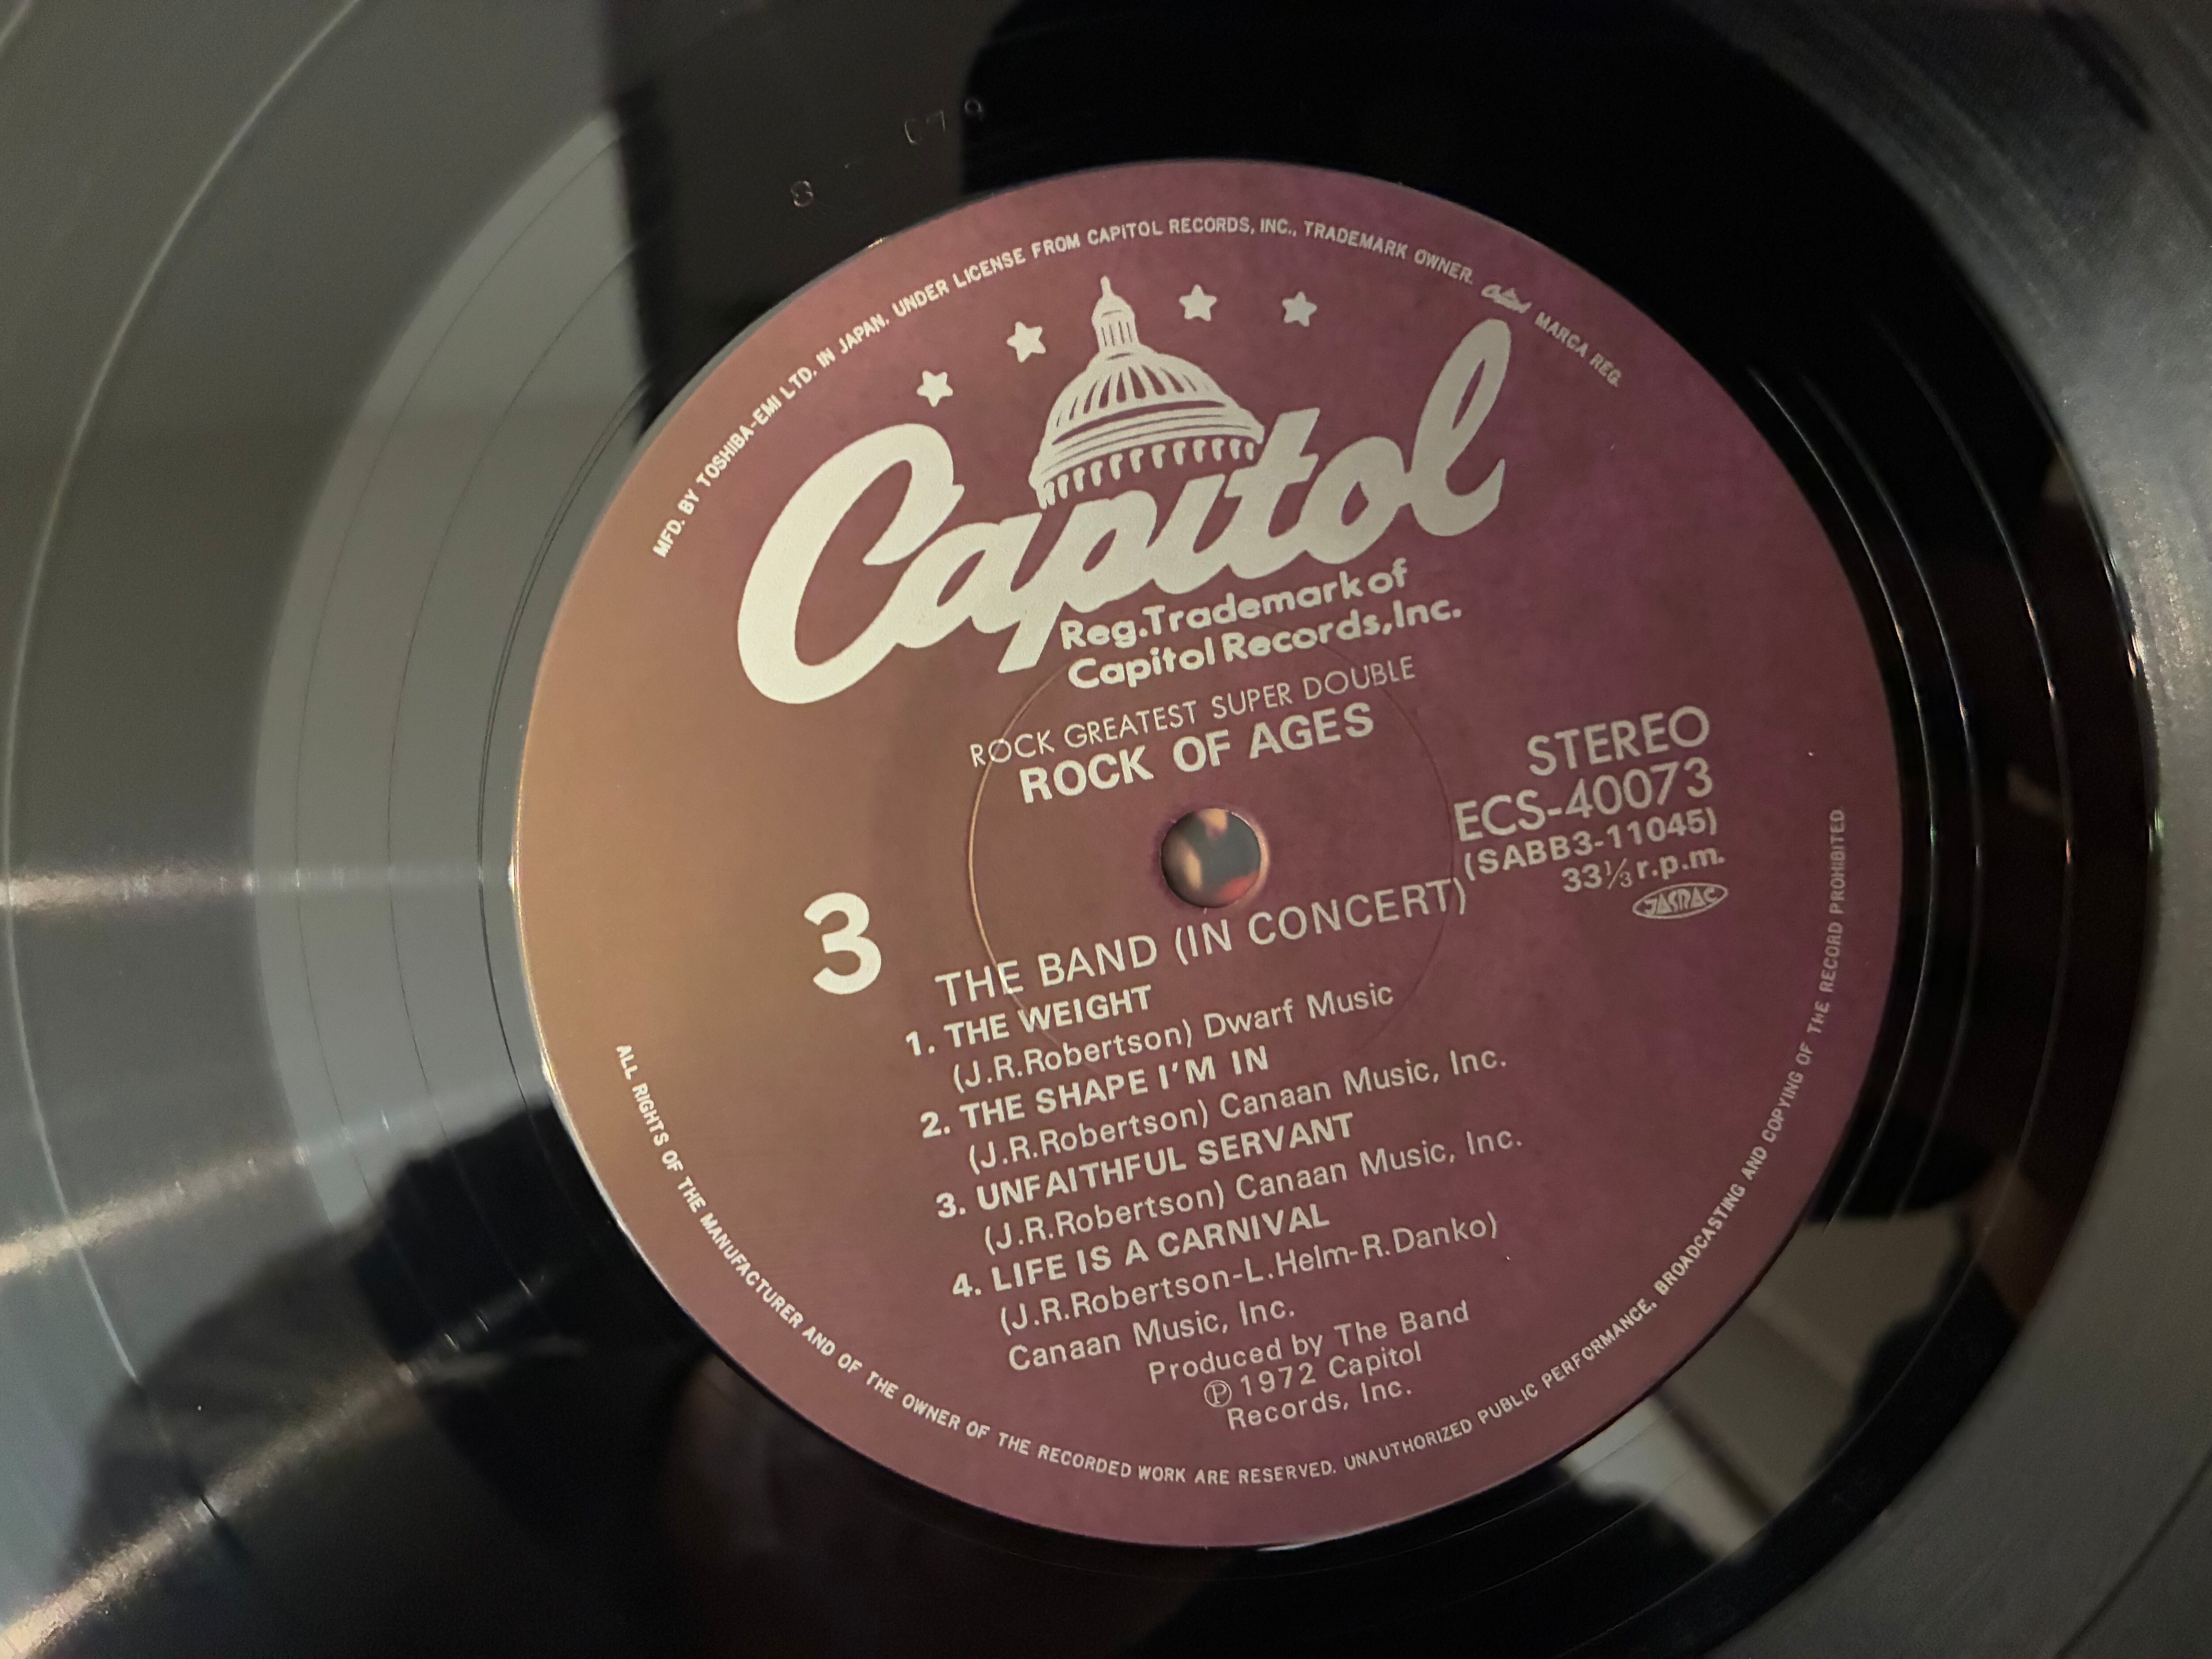 8 - C79
MFD. BY TOSHIBA-EMI LTD. IN JAPAN. UNDER LICENSE FROM CAPITOL RECORDS, INC., TRADEMARK OWNER. Capitol MARCA REG.
Capitol
Reg.Trademark of
Capitol Records,Inc.
ROCK GREATEST SUPER DOUBLE
ROCK OF AGES
STEREO
ECS-40073
(SABB3-11045)
33⅓ r.p.m.
JASRAC
3
THE BAND (IN CONCERT)
1. THE WEIGHT
(J.R.Robertson) Dwarf Music
2. THE SHAPE I'M IN
(J.R.Robertson) Canaan Music, Inc.
3. UNFAITHFUL SERVANT
(J.R.Robertson) Canaan Music, Inc.
4. LIFE IS A CARNIVAL
(J.R.Robertson-L.Helm-R.Danko)
Canaan Music, Inc.
Produced by The Band
℗ 1972 Capitol
Records, Inc.
ALL RIGHTS OF THE MANUFACTURER AND OF THE OWNER OF THE RECORDED WORK ARE RESERVED. UNAUTHORIZED PUBLIC PERFORMANCE, BROADCASTING AND COPYING OF THE RECORD PROHIBITED.